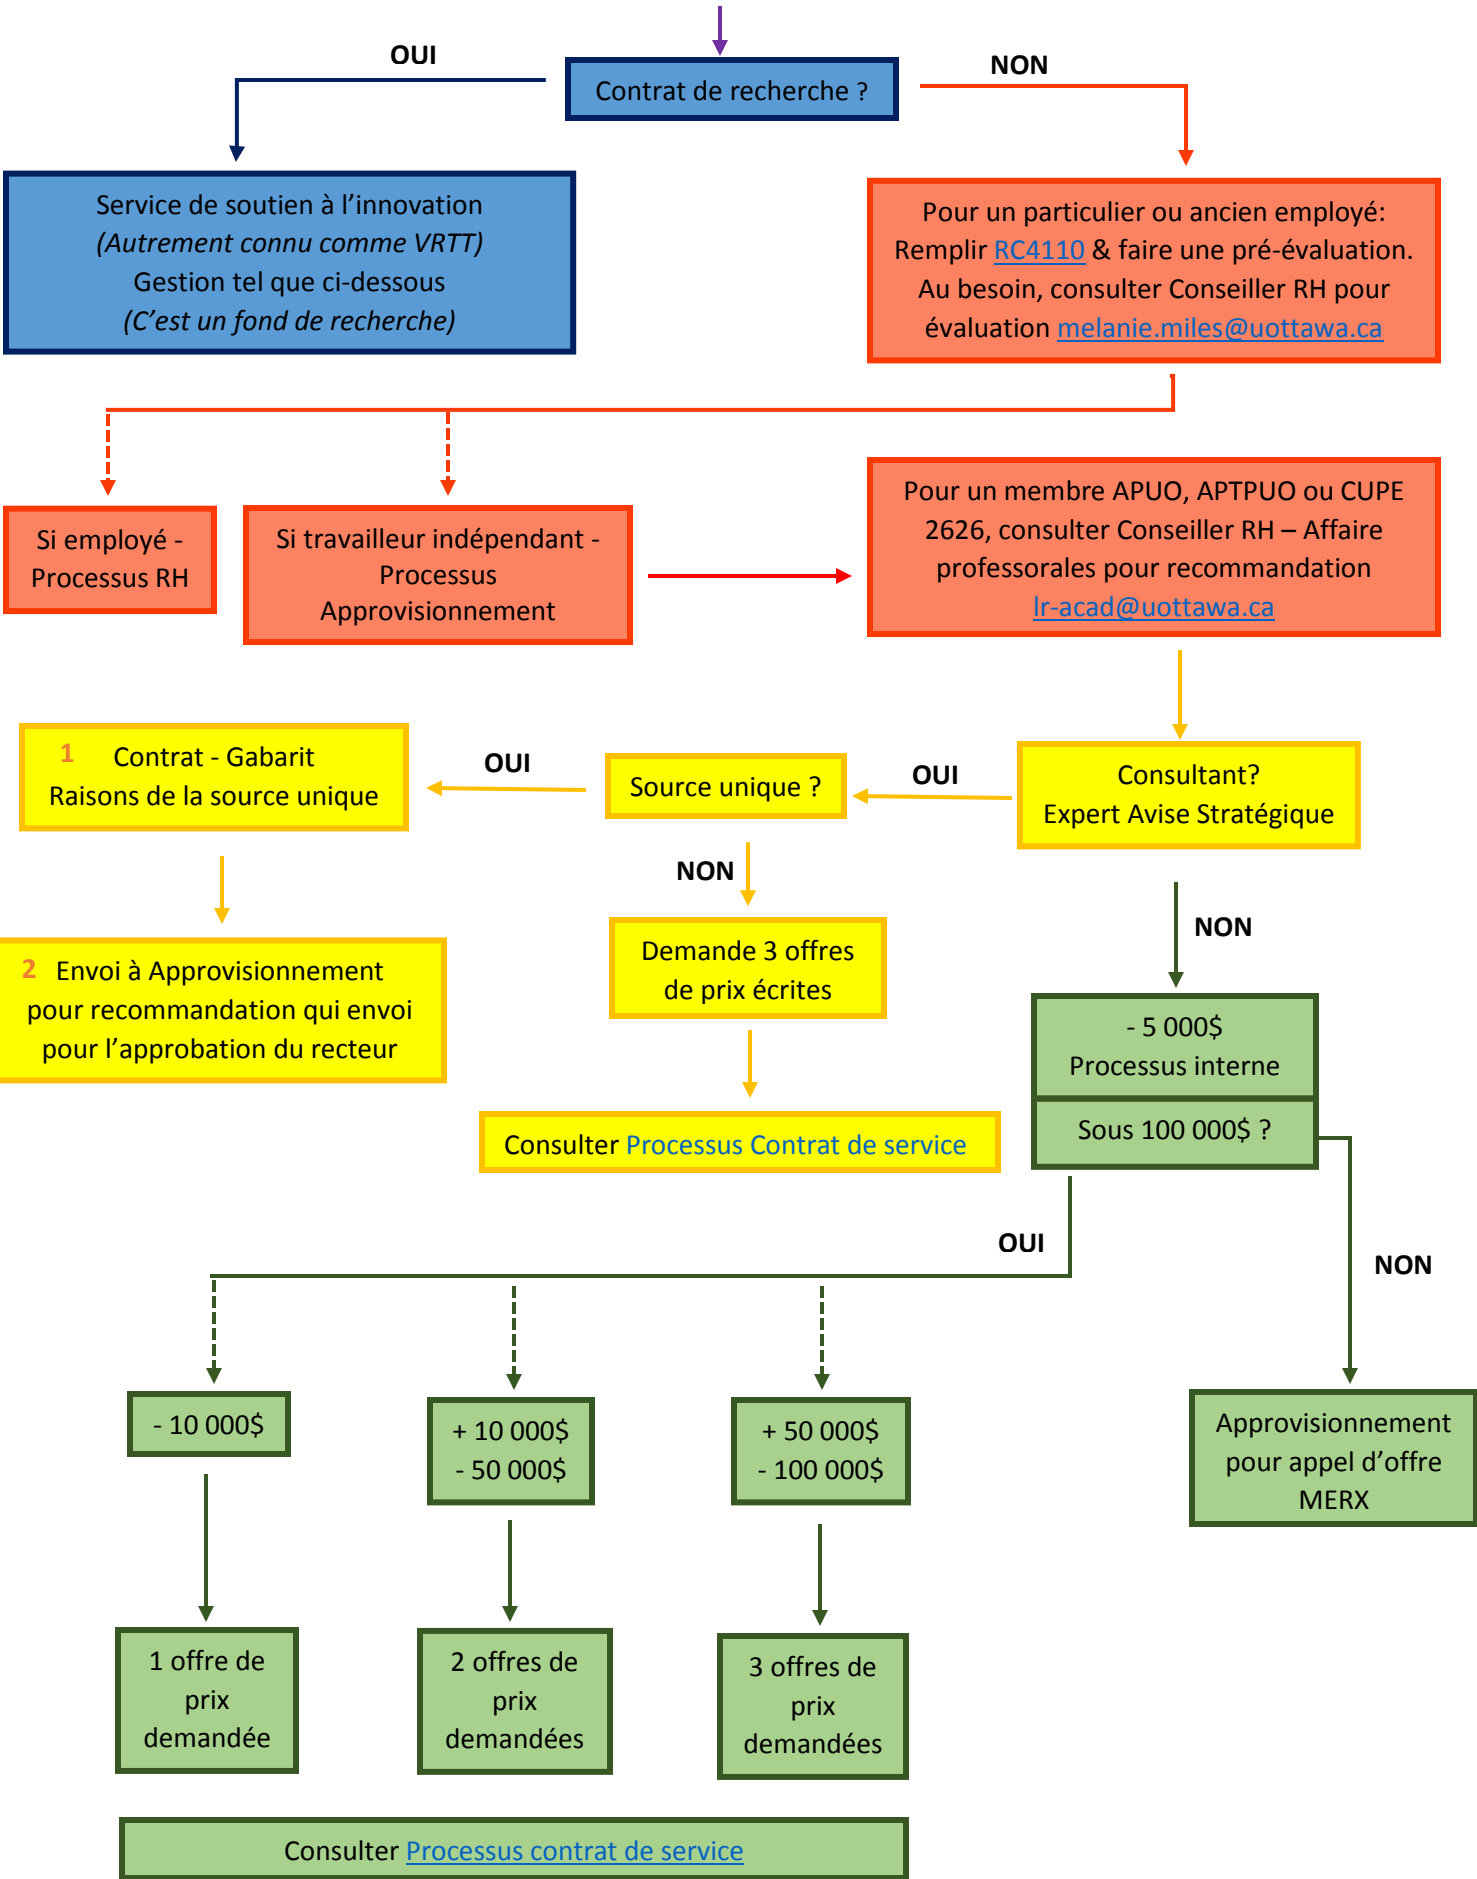 OUI
NON
Contrat de recherche ?
Service de soutien à l’innovation
(Autrement connu comme VRTT)
Gestion tel que ci-dessous
(C’est un fond de recherche)
Pour un particulier ou ancien employé:
Remplir RC4110 & faire une pré-évaluation.
Au besoin, consulter Conseiller RH pour
évaluation melanie.miles@uottawa.ca
Si employé -
Processus RH
Si travailleur indépendant -
Processus
Approvisionnement
Pour un membre APUO, APTPUO ou CUPE
2626, consulter Conseiller RH – Affaire
professorales pour recommandation
lr-acad@uottawa.ca
1 Contrat - Gabarit
Raisons de la source unique
OUI
Source unique ?
OUI
Consultant?
Expert Avise Stratégique
NON
NON
2 Envoi à Approvisionnement
pour recommandation qui envoi
pour l’approbation du recteur
Demande 3 offres
de prix écrites
- 5 000$
Processus interne
Sous 100 000$ ?
Consulter Processus Contrat de service
OUI
NON
- 10 000$
+ 10 000$
- 50 000$
+ 50 000$
- 100 000$
Approvisionnement
pour appel d’offre
MERX
1 offre de
prix
demandée
2 offres de
prix
demandées
3 offres de
prix
demandées
Consulter Processus contrat de service